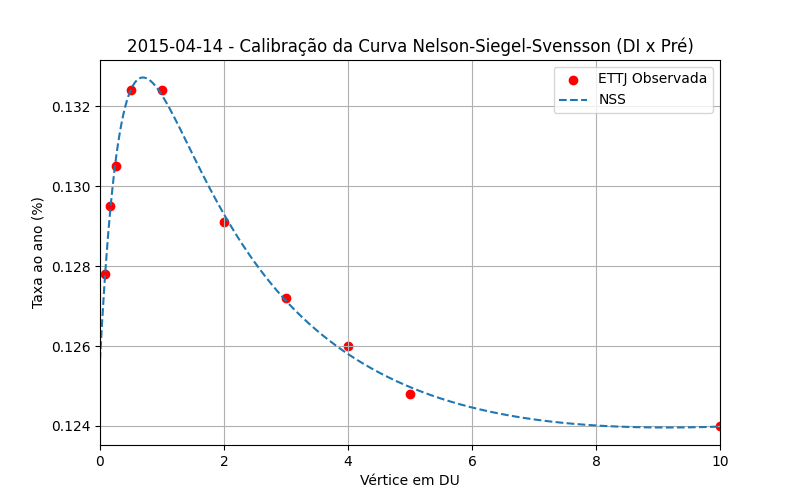 2015-04-14 - Calibração da Curva Nelson-Siegel-Svensson (DI x Pré)
ETTJ Observada
NSS
Taxa ao ano (%)
0.132
0.130
0.128
0.126
0.124
0 2 4 6 8 10
Vértice em DU